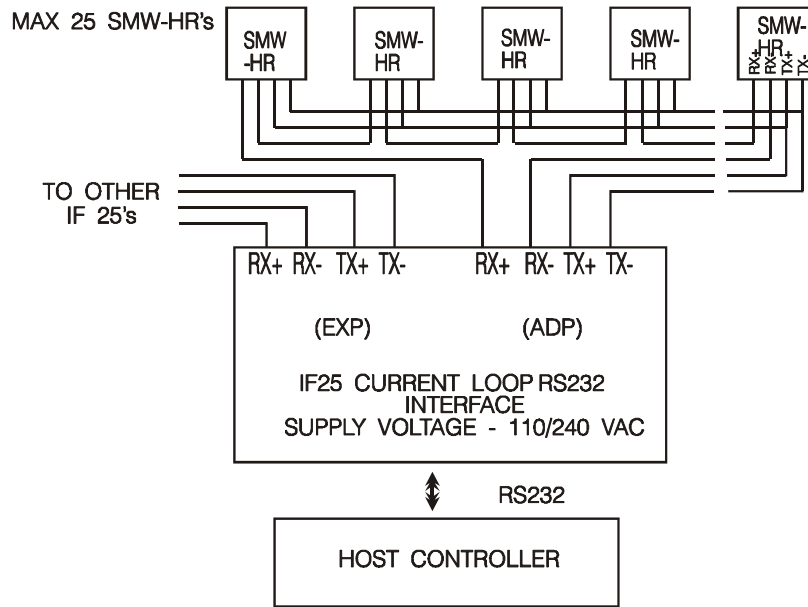 MAX 25 SMW-HR's
SMW
-HR
SMW-
HR
SMW-
HR
SMW-
HR
SMW-
HR
RX+
RX-
TX+
TX-
TO OTHER
IF 25's
RX+ RX- TX+ TX- RX+ RX- TX+ TX-
(EXP) (ADP)
IF25 CURRENT LOOP RS232
INTERFACE
SUPPLY VOLTAGE - 110/240 VAC
RS232
HOST CONTROLLER